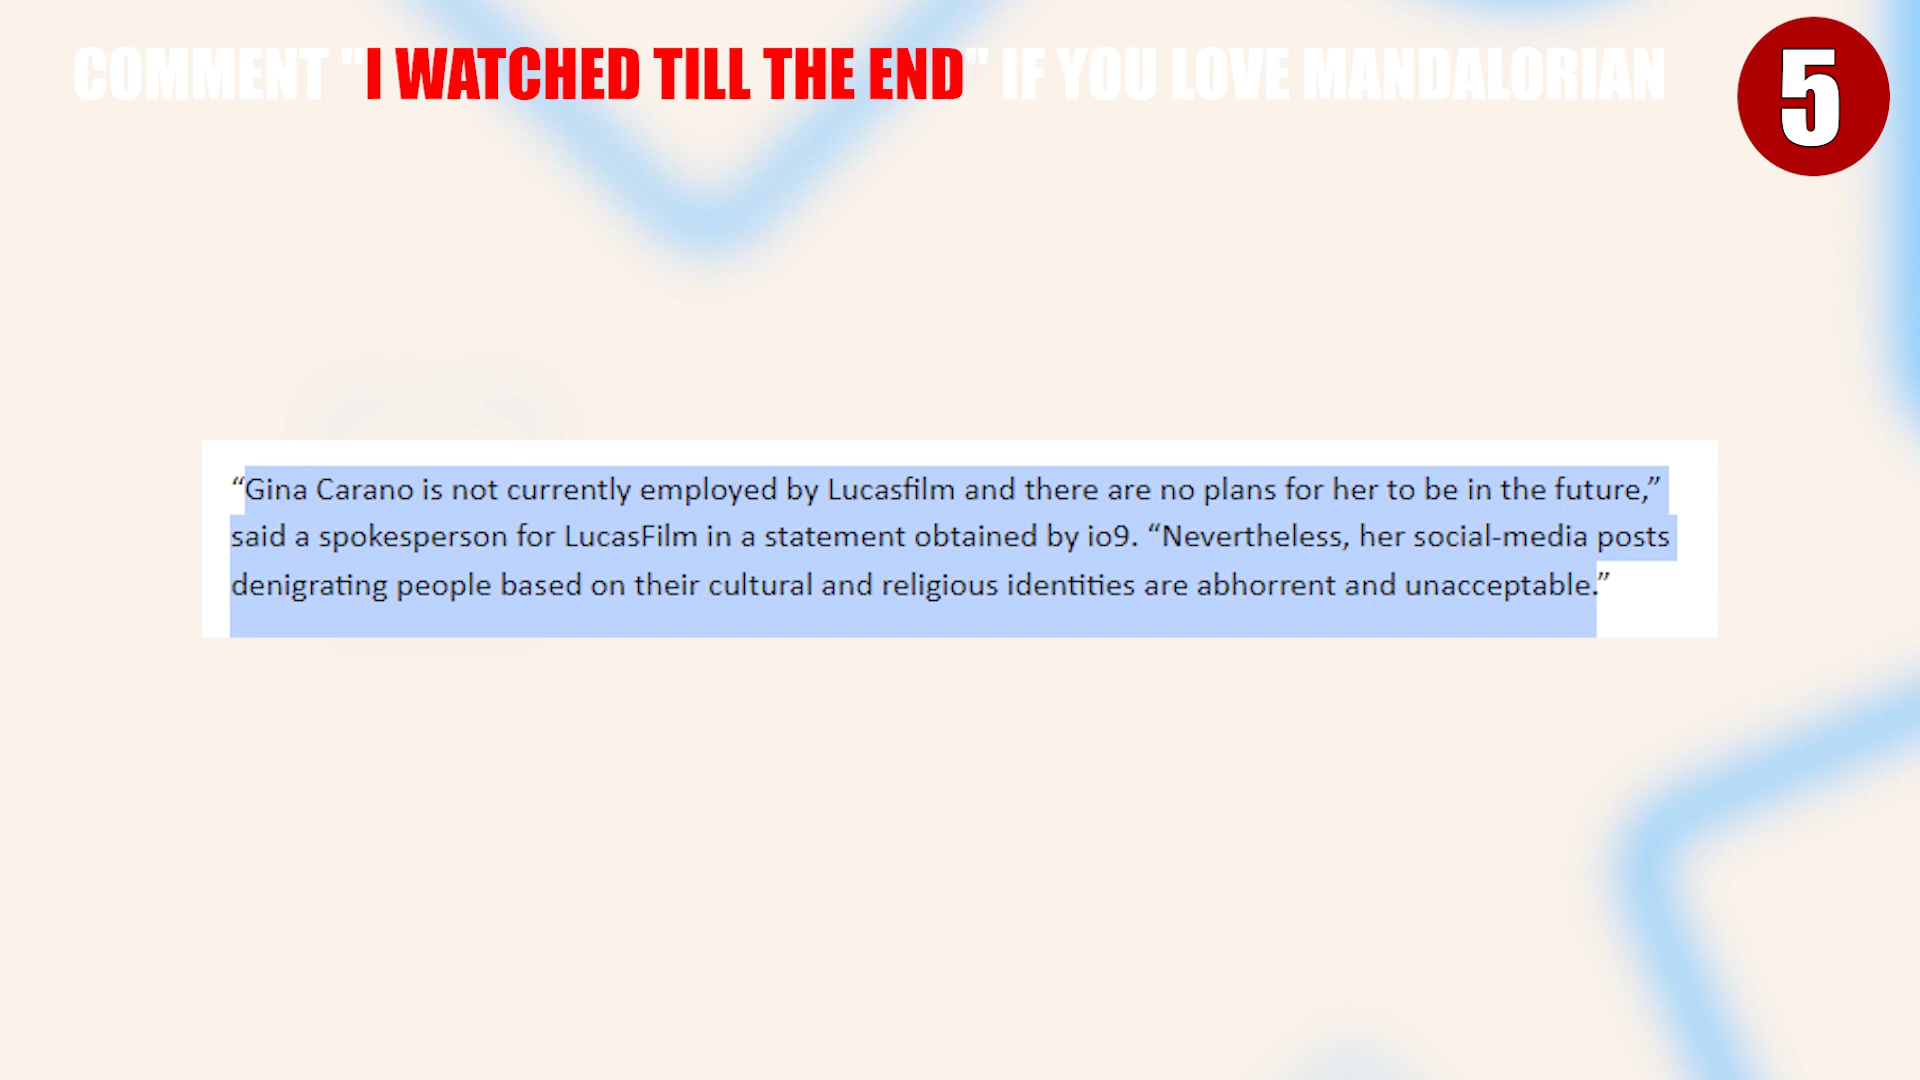 COMMENT "I WATCHED TILL THE END" IF YOU LOVE MANDALORIAN
5
“Gina Carano is not currently employed by Lucasfilm and there are no plans for her to be in the future,”
said a spokesperson for LucasFilm in a statement obtained by io9. “Nevertheless, her social-media posts
denigrating people based on their cultural and religious identities are abhorrent and unacceptable.”